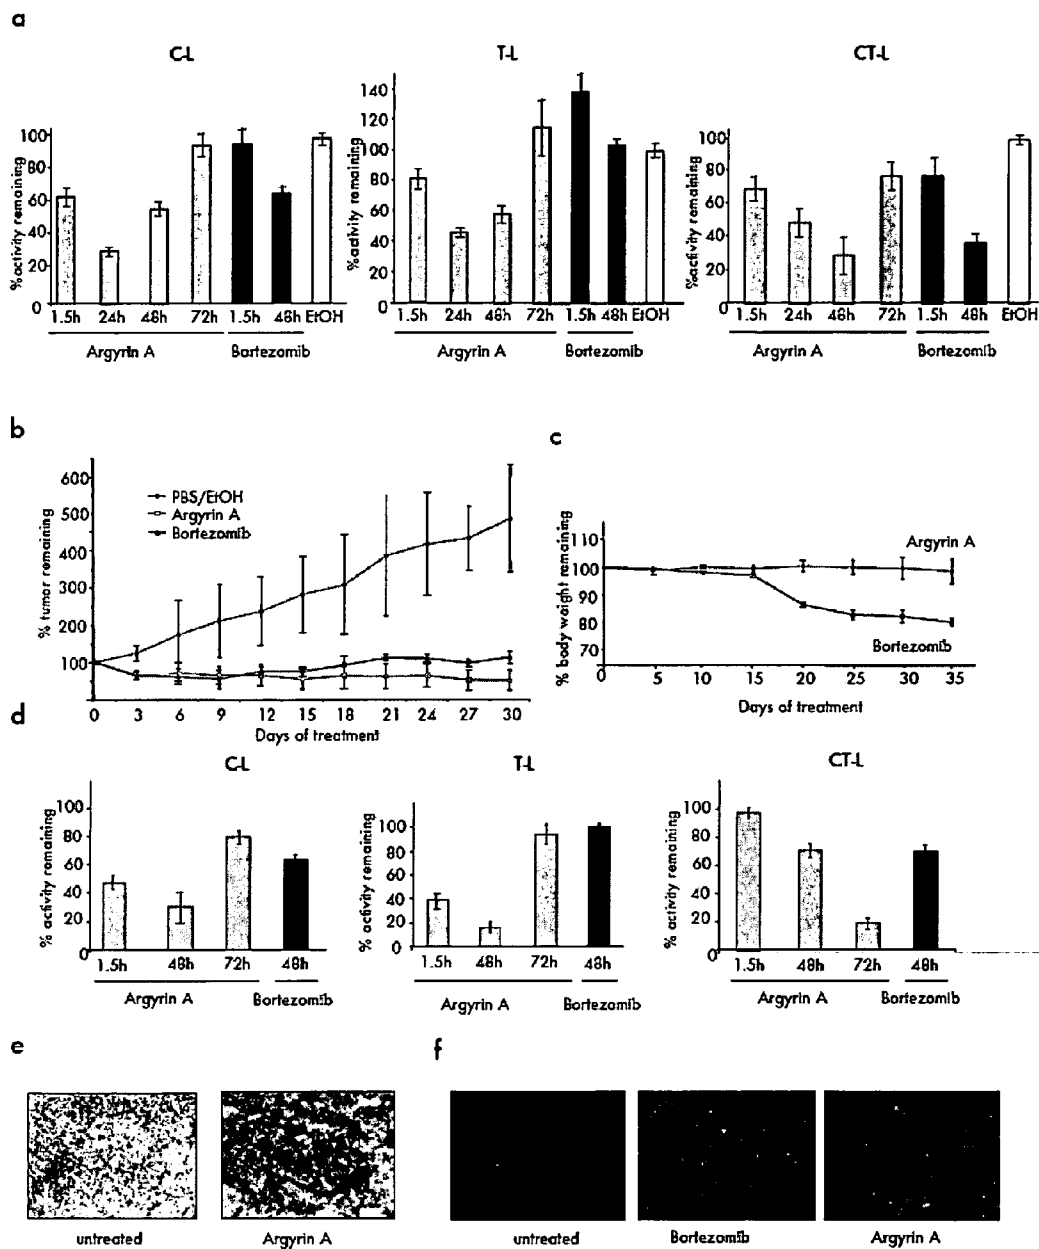 a
C-L
T-L
CT-L
%activity remaining
100
80
60
40
20
0
1.5h 24h 48h 72h 1.5h 48h EtOH
Argyrin A
Bortezomib
%activity remaining
140
120
100
80
60
40
20
0
1.5h 24h 48h 72h 1.5h 48h EtOH
Argyrin A
Bortezomib
%activity remaining
100
80
60
40
20
0
1.5h 24h 48h 72h 1.5h 48h EtOH
Argyrin A
Bortezomib
b
% tumor remaining
600
500
400
300
200
100
PBS/EtOH
Argyrin A
Bortezomib
0 3 6 9 12 15 18 21 24 27 30
Days of treatment
c
% body weight remaining
110
100
90
80
70
0
Argyrin A
Bortezomib
0 5 10 15 20 25 30 35
Days of treatment
d
C-L
T-L
CT-L
% activity remaining
100
80
60
40
20
0
1.5h 48h 72h 48h
Argyrin A
Bortezomib
% activity remaining
100
80
60
40
20
0
1.5h 48h 72h 48h
Argyrin A
Bortezomib
% activity remaining
100
80
60
40
20
0
1.5h 48h 72h 48h
Argyrin A
Bortezomib
e
untreated
Argyrin A
f
untreated
Bortezomib
Argyrin A